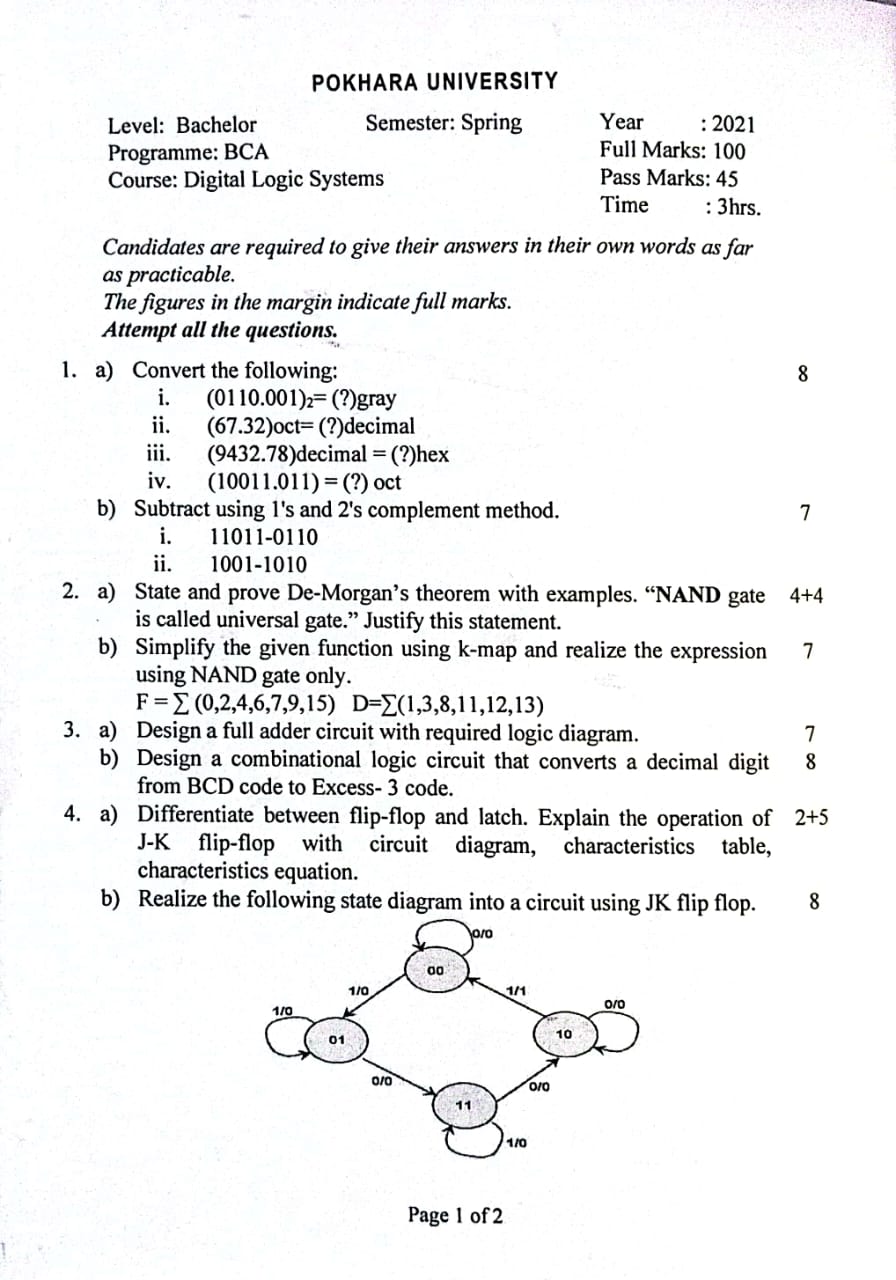 POKHARA UNIVERSITY
Level: Bachelor Semester: Spring Year : 2021
Programme: BCA Full Marks: 100
Course: Digital Logic Systems Pass Marks: 45
Time : 3hrs.
Candidates are required to give their answers in their own words as far
as practicable.
The figures in the margin indicate full marks.
Attempt all the questions.
1. a) Convert the following: 8
i. (0110.001)₂= (?)gray
ii. (67.32)oct= (?)decimal
iii. (9432.78)decimal = (?)hex
iv. (10011.011) = (?) oct
b) Subtract using 1's and 2's complement method. 7
i. 11011-0110
ii. 1001-1010
2. a) State and prove De-Morgan's theorem with examples. "NAND gate 4+4
is called universal gate." Justify this statement.
b) Simplify the given function using k-map and realize the expression 7
using NAND gate only.
F = ∑ (0,2,4,6,7,9,15) D=∑(1,3,8,11,12,13)
3. a) Design a full adder circuit with required logic diagram. 7
b) Design a combinational logic circuit that converts a decimal digit 8
from BCD code to Excess- 3 code.
4. a) Differentiate between flip-flop and latch. Explain the operation of 2+5
J-K flip-flop with circuit diagram, characteristics table,
characteristics equation.
b) Realize the following state diagram into a circuit using JK flip flop. 8
0/0
00
1/0 1/1
1/0 0/0
01 10
0/0 0/0
11
1/0
Page 1 of 2